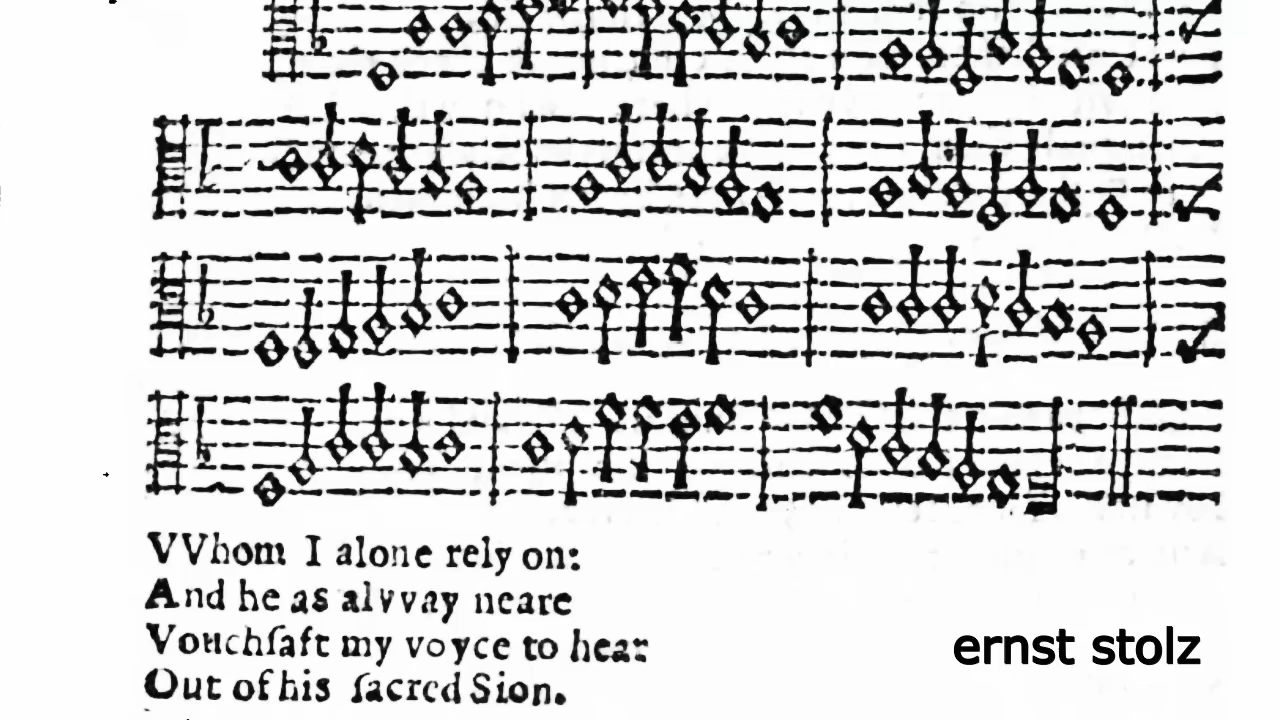 VVhom I alone rely on:
And he as alvvay neare
Vouchſaft my voyce to hear
Out of his ſacred Sion.
ernst stolz